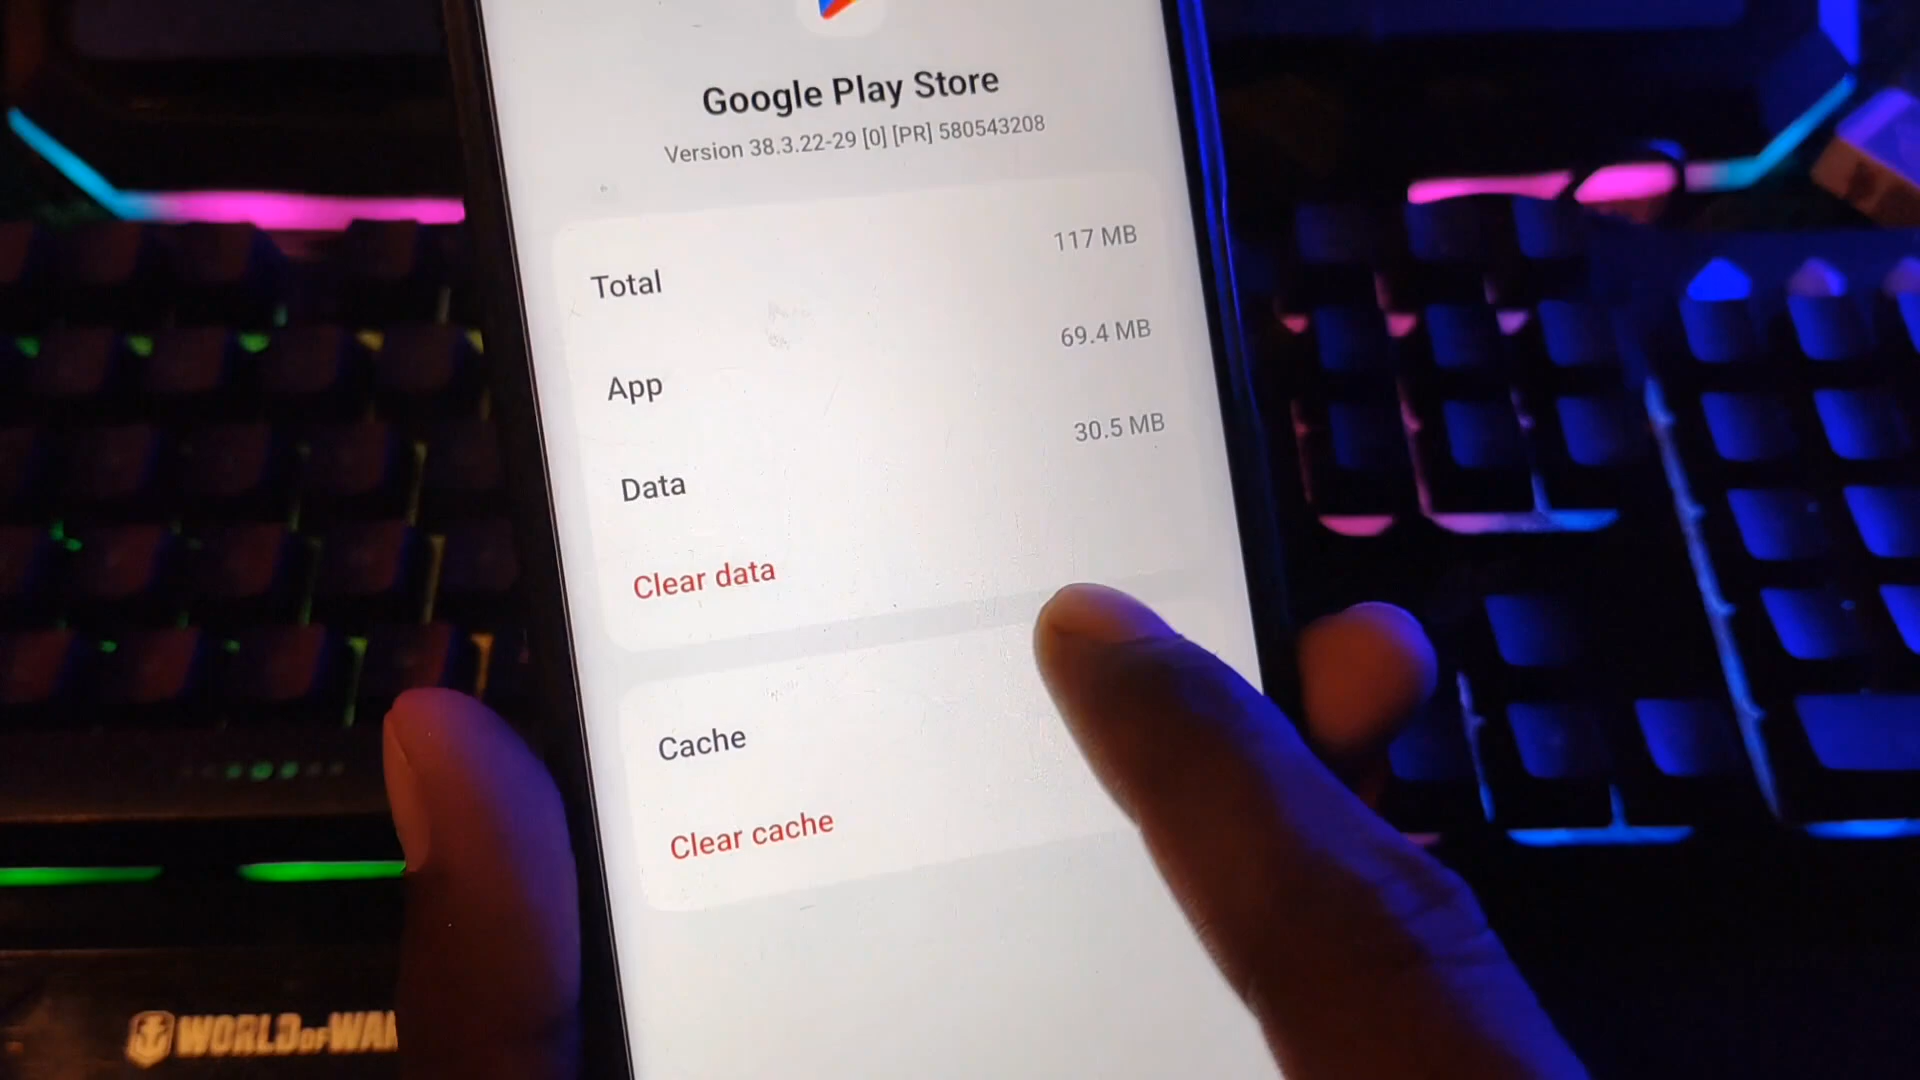 Google Play Store
Version 38.3.22-29 [0] [PR] 580543208
Total
117 MB
App
69.4 MB
Data
30.5 MB
Clear data
Cache
Clear cache
WORLD OF WAR